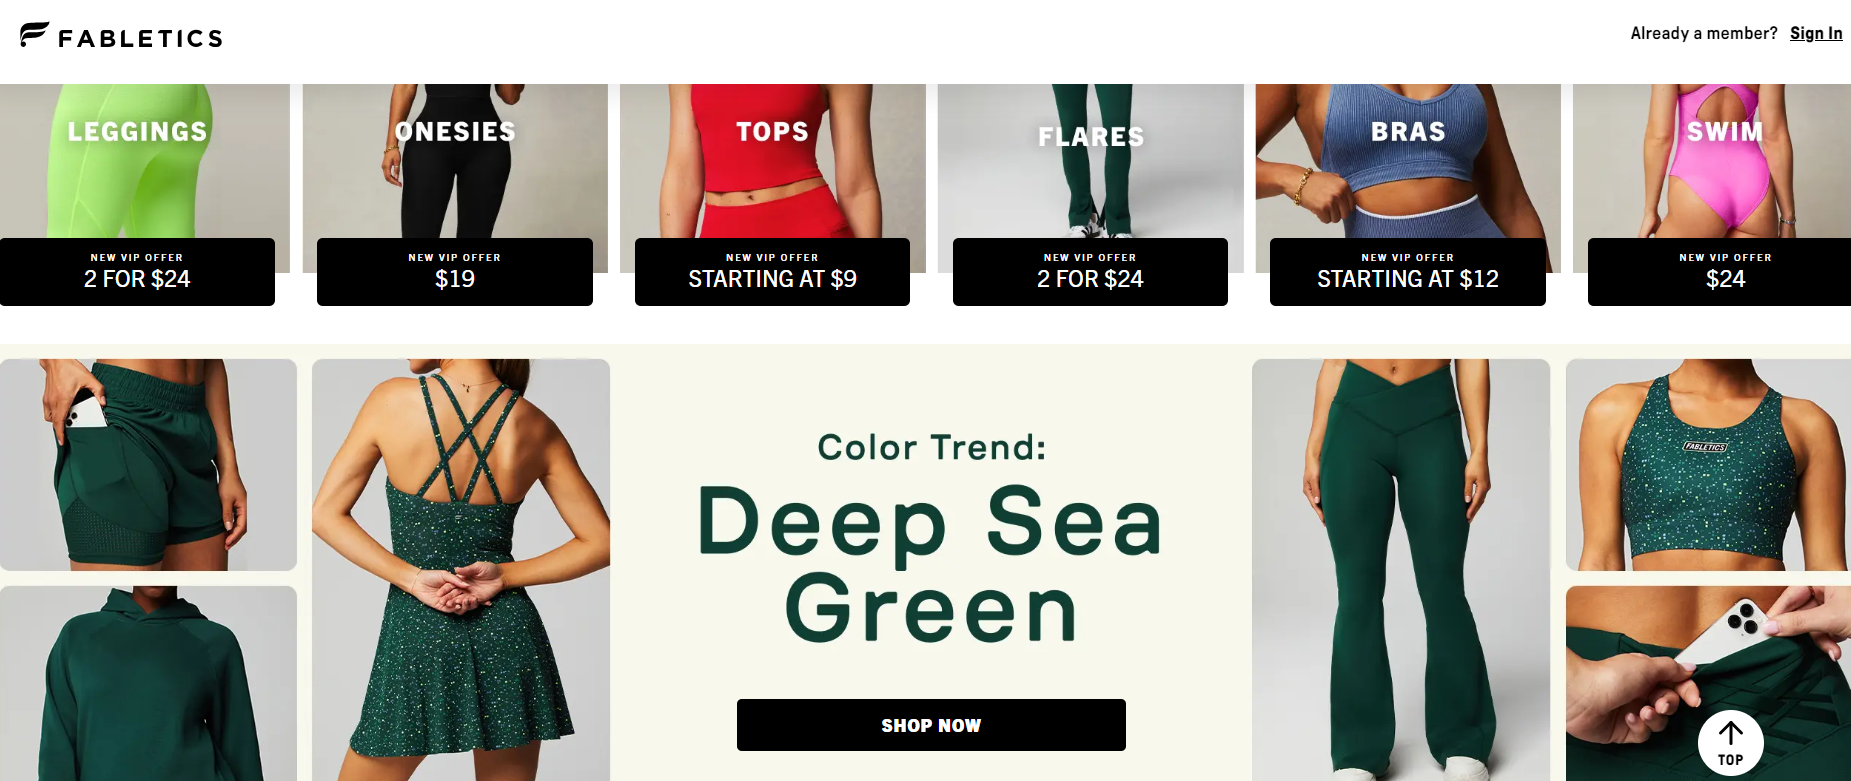 FABLETICS
Already a member? Sign In
LEGGINGS
ONESIES
TOPS
FLARES
BRAS
SWIM
NEW VIP OFFER
2 FOR $24
NEW VIP OFFER
$19
NEW VIP OFFER
STARTING AT $9
NEW VIP OFFER
2 FOR $24
NEW VIP OFFER
STARTING AT $12
NEW VIP OFFER
$24
Color Trend:
Deep Sea
Green
SHOP NOW
FABLETICS
TOP